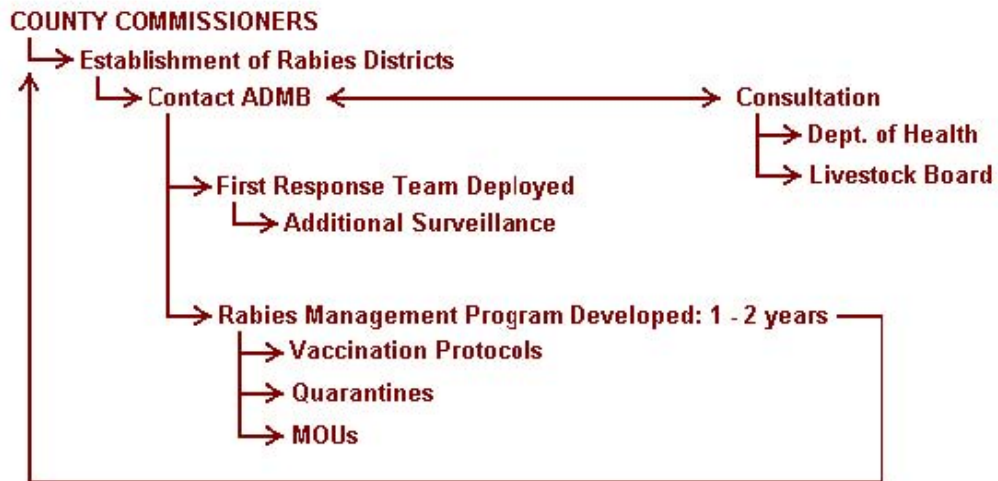 COUNTY COMMISSIONERS
Establishment of Rabies Districts
Contact ADMB
Consultation
Dept. of Health
Livestock Board
First Response Team Deployed
Additional Surveillance
Rabies Management Program Developed: 1 - 2 years
Vaccination Protocols
Quarantines
MOUs